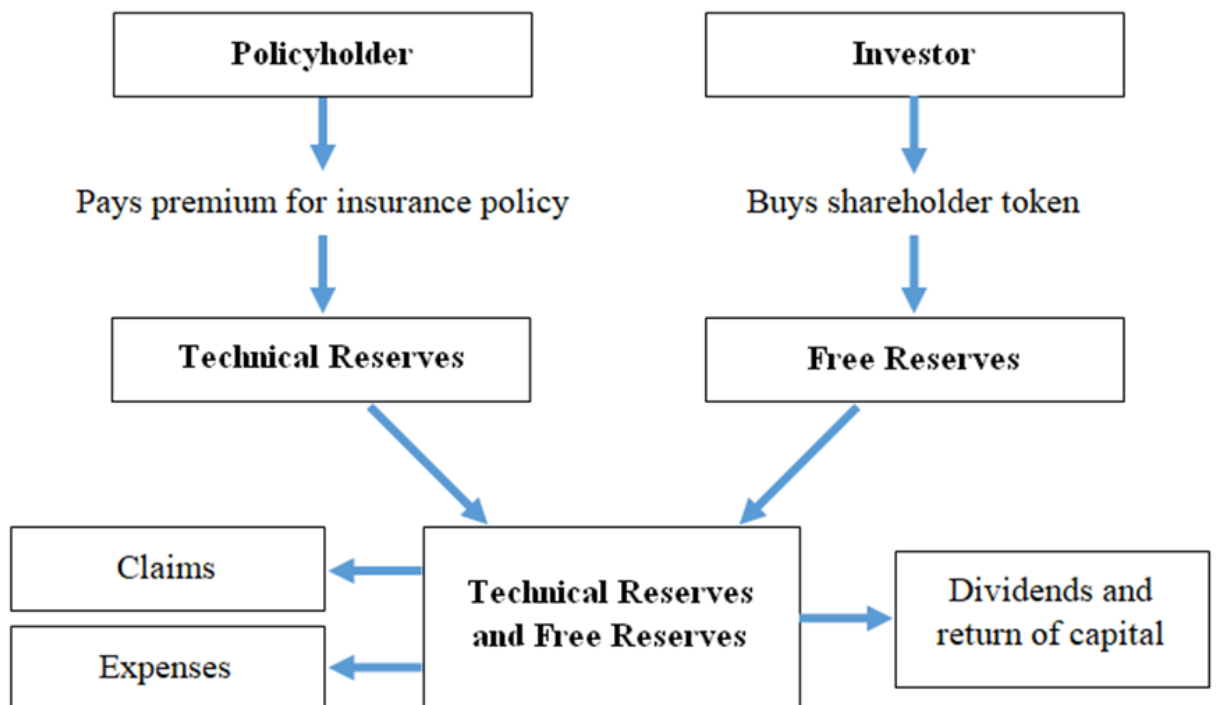 Policyholder
Investor
Pays premium for insurance policy
Buys shareholder token
Technical Reserves
Free Reserves
Claims
Expenses
Technical Reserves
and Free Reserves
Dividends and
return of capital